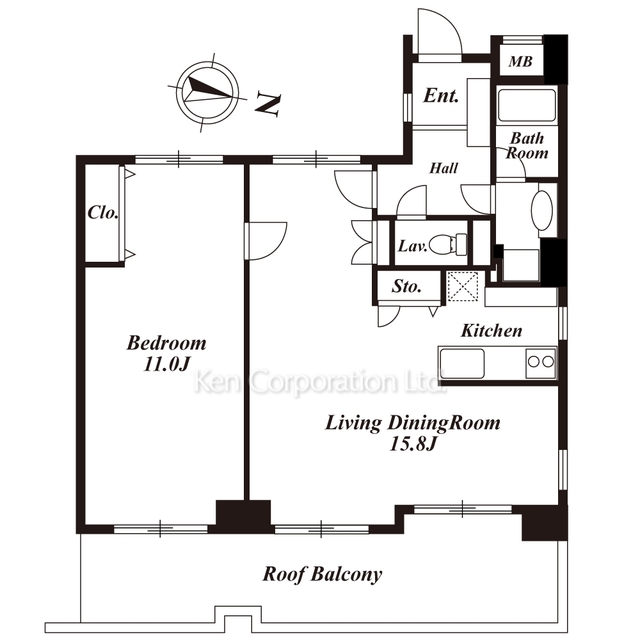 MB
Ent.
Bath
Room
N
Hall
Clo.
Lav.
Sto.
Kitchen
Bedroom
11.0J
Ken Corporation Ltd.
Living DiningRoom
15.8J
Roof Balcony